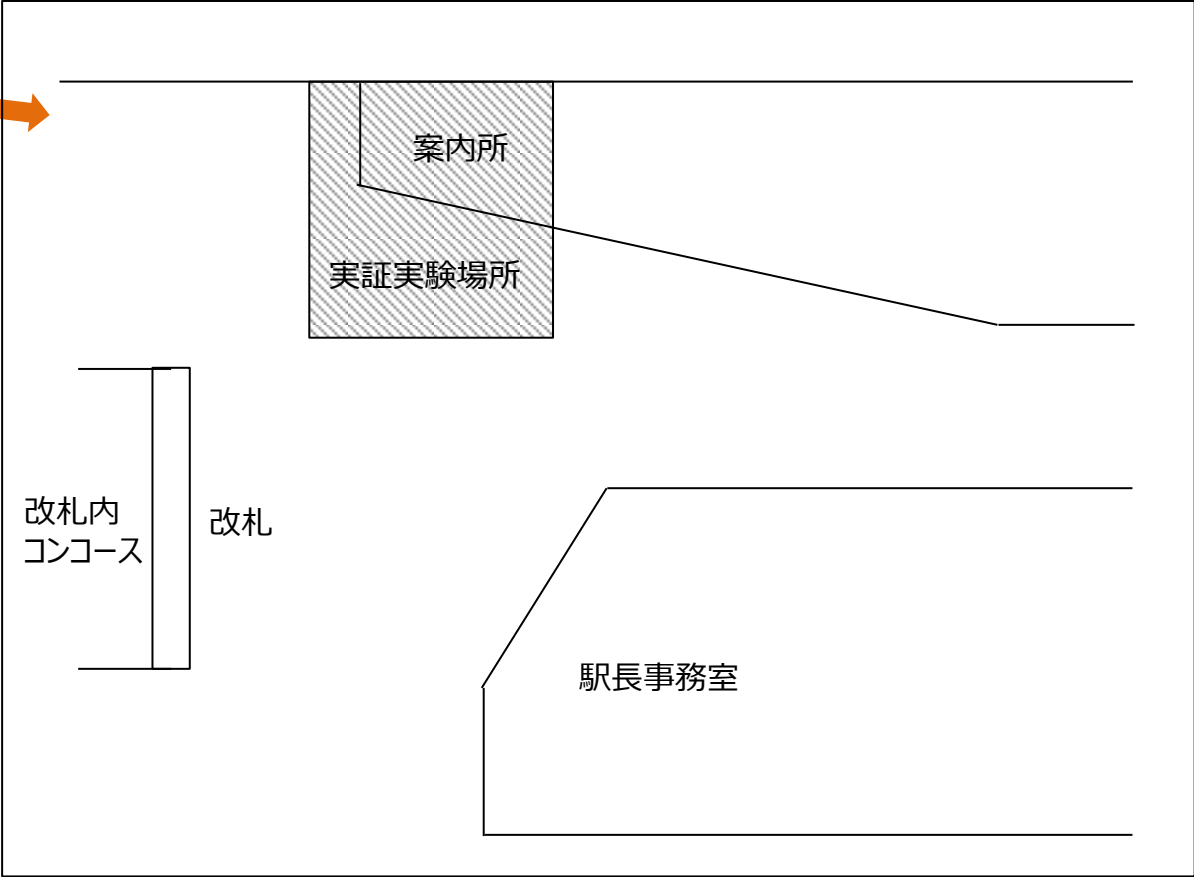 案内所
実証実験場所
改札内
コンコース
改札
駅長事務室